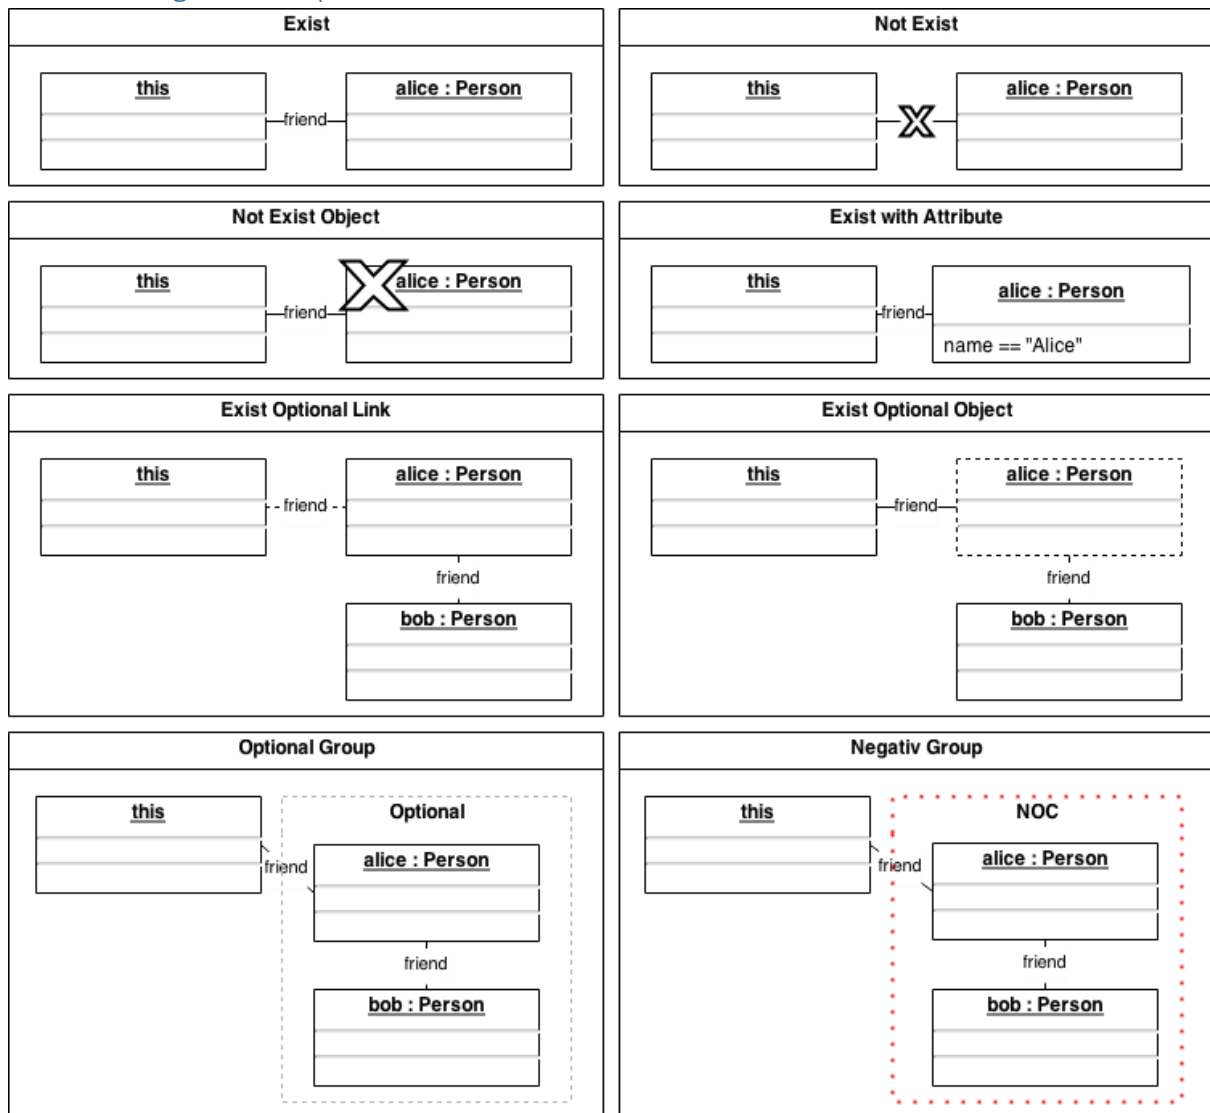 Exist
this
alice : Person
friend
Not Exist
this
X
alice : Person
Not Exist Object
this
X
alice : Person
friend
Exist with Attribute
this
friend
alice : Person
name == "Alice"
Exist Optional Link
this
alice : Person
friend
friend
bob : Person
Exist Optional Object
this
alice : Person
friend
friend
bob : Person
Optional Group
this
Optional
friend
alice : Person
friend
bob : Person
Negativ Group
this
NOC
friend
alice : Person
friend
bob : Person